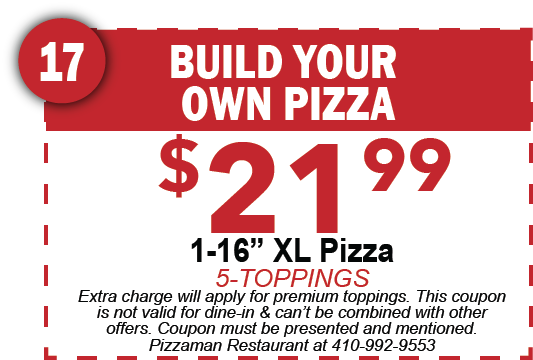 17
BUILD YOUR
OWN PIZZA
$21.99
1-16” XL Pizza
5-TOPPINGS
Extra charge will apply for premium toppings. This coupon
is not valid for dine-in & can’t be combined with other
offers. Coupon must be presented and mentioned.
Pizzaman Restaurant at 410-992-9553